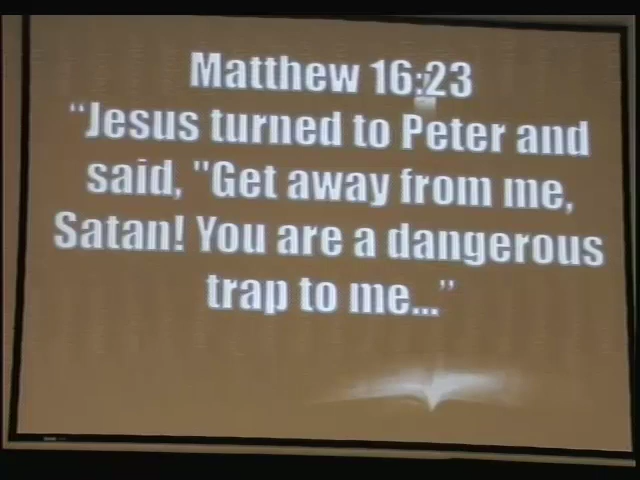 Matthew 16:23
“Jesus turned to Peter and
said, "Get away from me,
Satan! You are a dangerous
trap to me...”